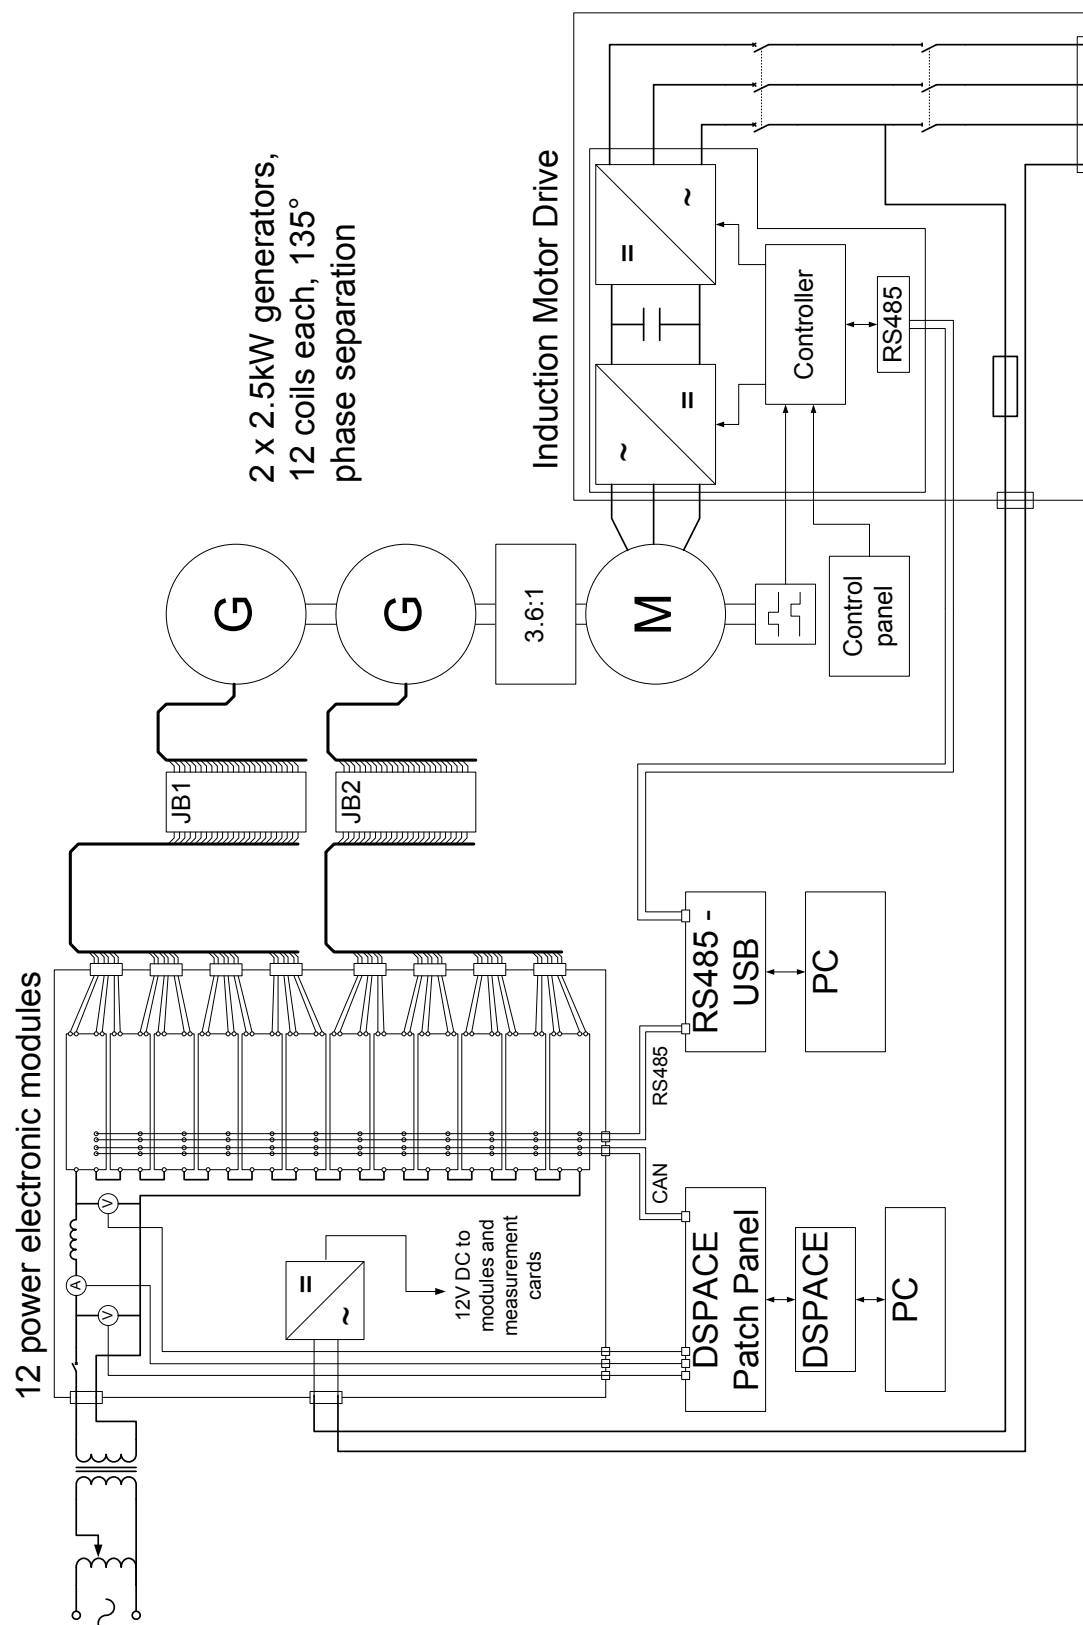 12 power electronic modules
2 x 2.5kW generators,
12 coils each, 135°
phase separation
Induction Motor Drive
G
G
3.6:1
M
JB1
JB2
=
~
=
~
Controller
RS485
Control
panel
V
A
V
=
~
12V DC to
modules and
measurement
cards
CAN
RS485
DSPACE
Patch Panel
DSPACE
PC
RS485 -
USB
PC